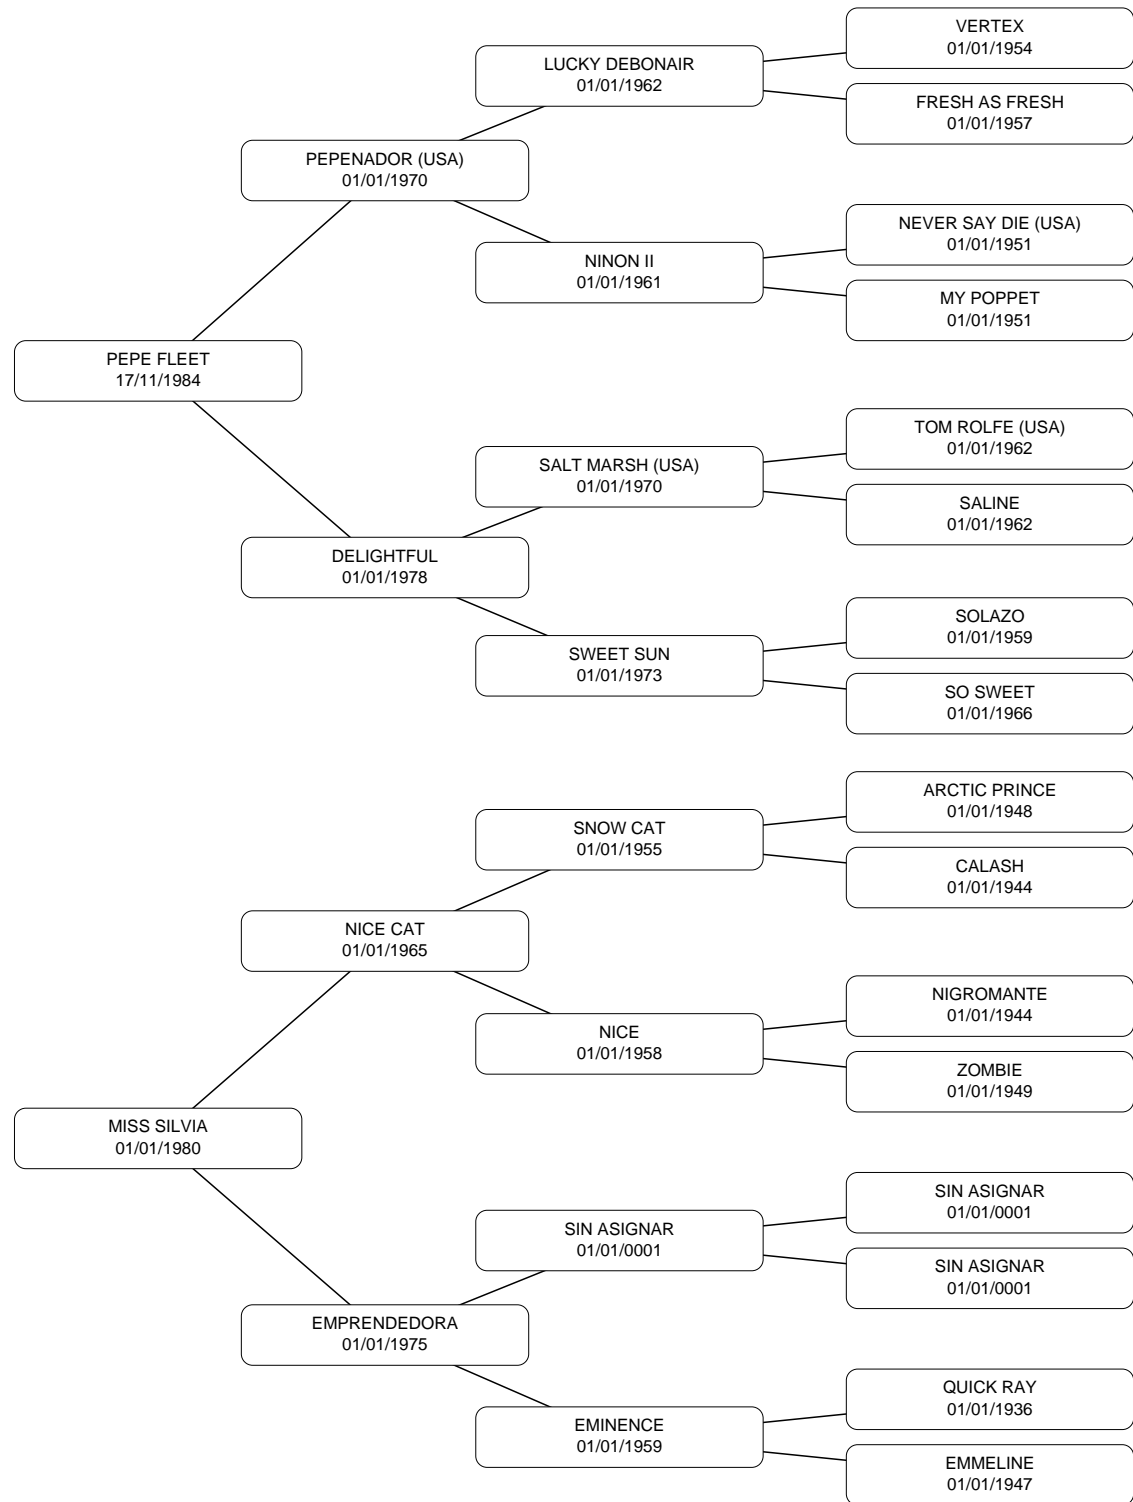 VERTEX
01/01/1954
LUCKY DEBONAIR
01/01/1962
FRESH AS FRESH
01/01/1957
PEPENADOR (USA)
01/01/1970
NEVER SAY DIE (USA)
01/01/1951
NINON II
01/01/1961
MY POPPET
01/01/1951
PEPE FLEET
17/11/1984
TOM ROLFE (USA)
01/01/1962
SALT MARSH (USA)
01/01/1970
SALINE
01/01/1962
DELIGHTFUL
01/01/1978
SOLAZO
01/01/1959
SWEET SUN
01/01/1973
SO SWEET
01/01/1966
ARCTIC PRINCE
01/01/1948
SNOW CAT
01/01/1955
CALASH
01/01/1944
NICE CAT
01/01/1965
NIGROMANTE
01/01/1944
NICE
01/01/1958
ZOMBIE
01/01/1949
MISS SILVIA
01/01/1980
SIN ASIGNAR
01/01/0001
SIN ASIGNAR
01/01/0001
SIN ASIGNAR
01/01/0001
EMPRENDEDORA
01/01/1975
QUICK RAY
01/01/1936
EMINENCE
01/01/1959
EMMELINE
01/01/1947